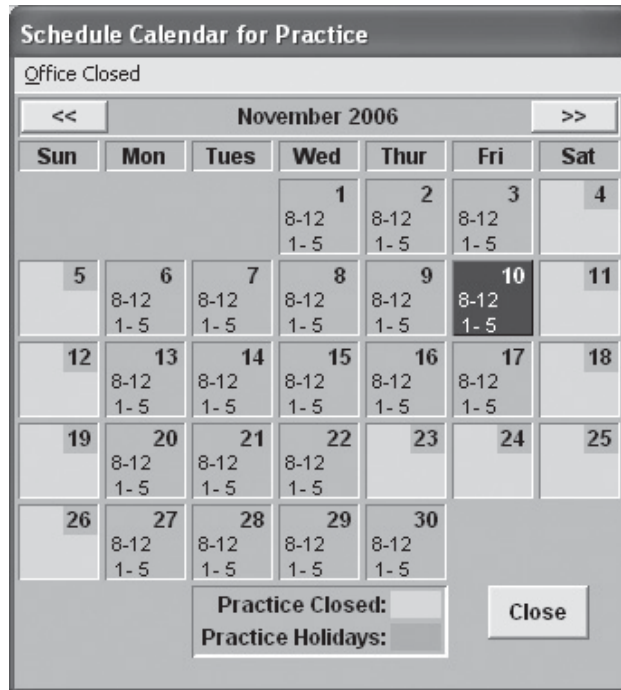 Schedule Calendar for Practice
Office Closed
<< November 2006 >>
Sun Mon Tues Wed Thur Fri Sat
1 2 3 4
8-12 8-12 8-12
1- 5 1- 5 1- 5
5 6 7 8 9 10 11
8-12 8-12 8-12 8-12 8-12
1- 5 1- 5 1- 5 1- 5 1- 5
12 13 14 15 16 17 18
8-12 8-12 8-12 8-12 8-12
1- 5 1- 5 1- 5 1- 5 1- 5
19 20 21 22 23 24 25
8-12 8-12 8-12
1- 5 1- 5 1- 5
26 27 28 29 30
8-12 8-12 8-12 8-12
1- 5 1- 5 1- 5 1- 5
Practice Closed:
Practice Holidays:
Close